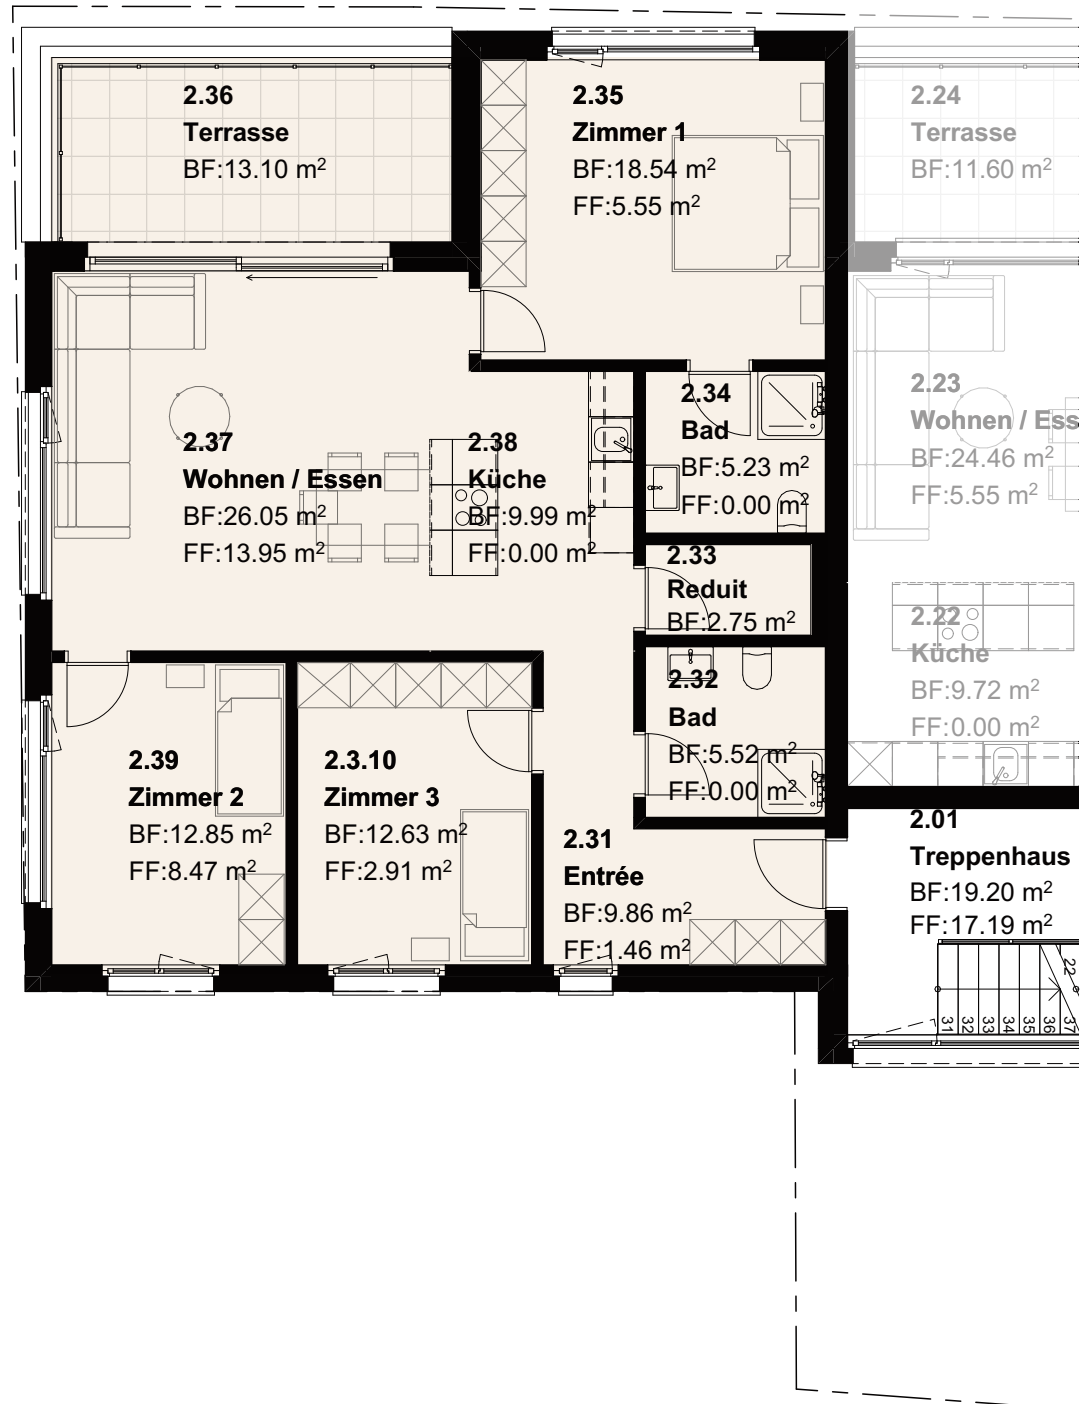 2.36
Terrasse
BF:13.10 m²
2.35
Zimmer 1
BF:18.54 m²
FF:5.55 m²
2.24
Terrasse
BF:11.60 m²
2.37
Wohnen / Essen
BF:26.05 m²
FF:13.95 m²
2.38
Küche
BF:9.99 m²
FF:0.00 m²
2.34
Bad
BF:5.23 m²
FF:0.00 m²
2.23
Wohnen / Ess
BF:24.46 m²
FF:5.55 m²
2.33
Reduit
BF:2.75 m²
2.22
Küche
BF:9.72 m²
FF:0.00 m²
2.32
Bad
BF:5.52 m²
FF:0.00 m²
2.39
Zimmer 2
BF:12.85 m²
FF:8.47 m²
2.3.10
Zimmer 3
BF:12.63 m²
FF:2.91 m²
2.31
Entrée
BF:9.86 m²
FF:1.46 m²
2.01
Treppenhaus
BF:19.20 m²
FF:17.19 m²
22
31
32
33
34
35
36
37